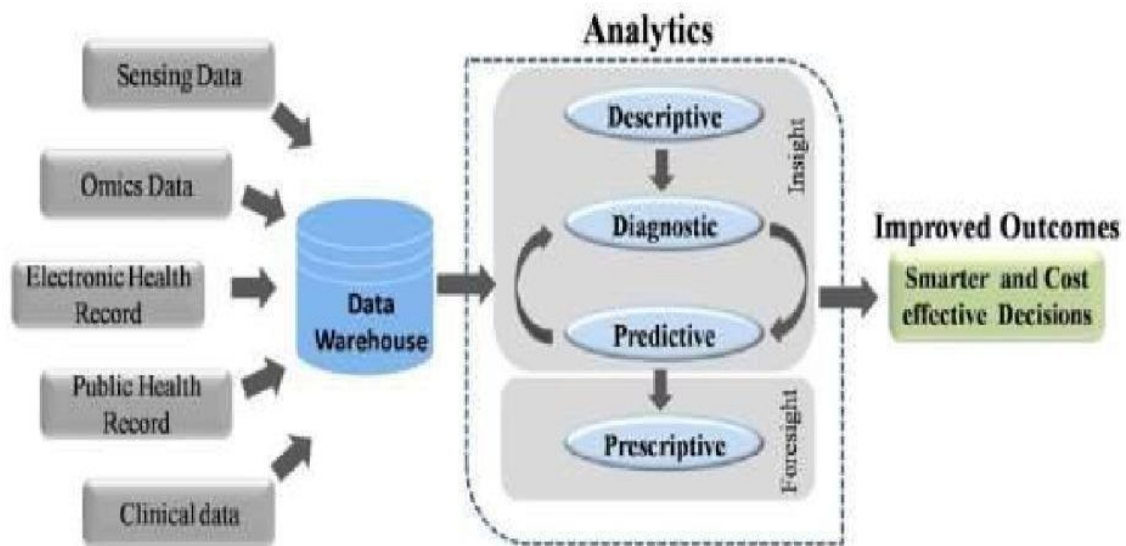 Analytics
Sensing Data
Omics Data
Electronic Health
Record
Public Health
Record
Clinical data
Data
Warehouse
Descriptive
Diagnostic
Predictive
Insight
Prescriptive
Foresight
Improved Outcomes
Smarter and Cost
effective Decisions